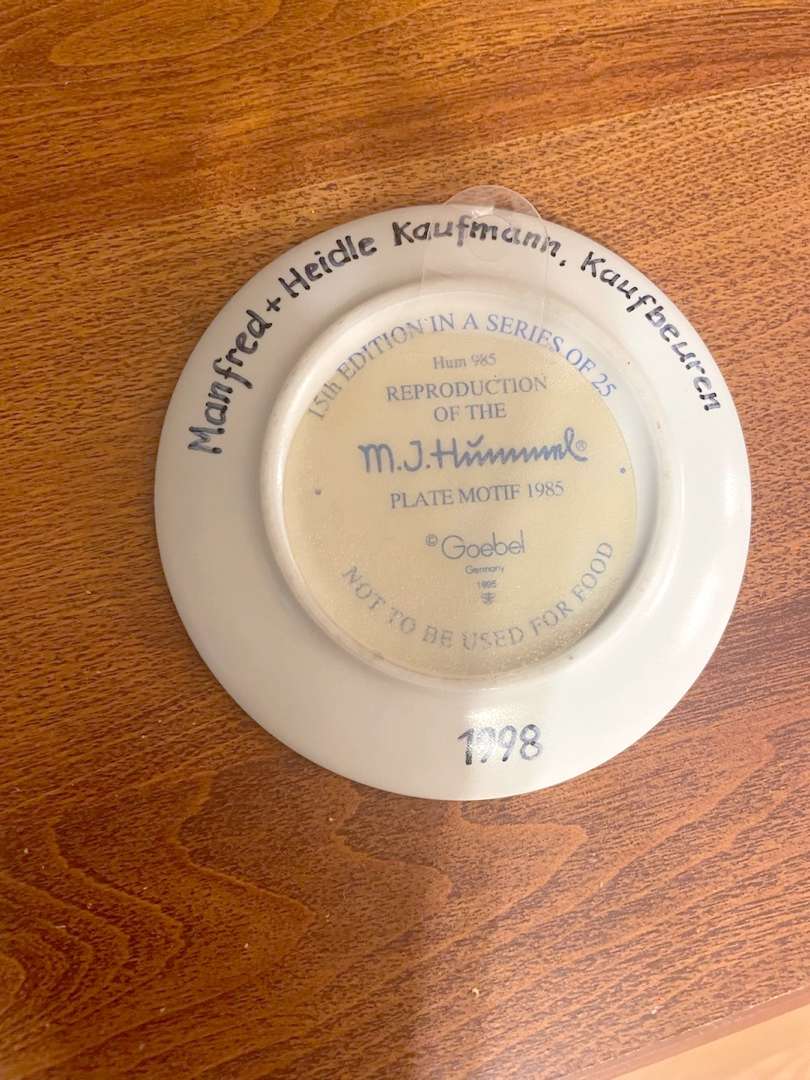 Manfred + Heidle Kaufmann, Kaufbeuren
15th EDITION IN A SERIES OF 25
Hum 985
REPRODUCTION
OF THE
M.J.Hummel®
PLATE MOTIF 1985
© Goebel
Germany
1995
NOT TO BE USED FOR FOOD
1998